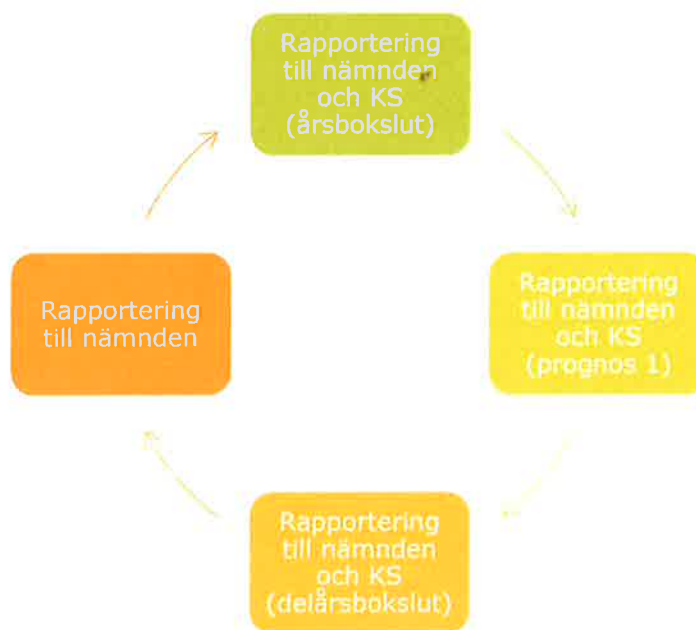 Rapportering
till nämnden
och KS
(årsbokslut)
Rapportering
till nämnden
och KS
(prognos 1)
Rapportering
till nämnden
och KS
(delårsbokslut)
Rapportering
till nämnden